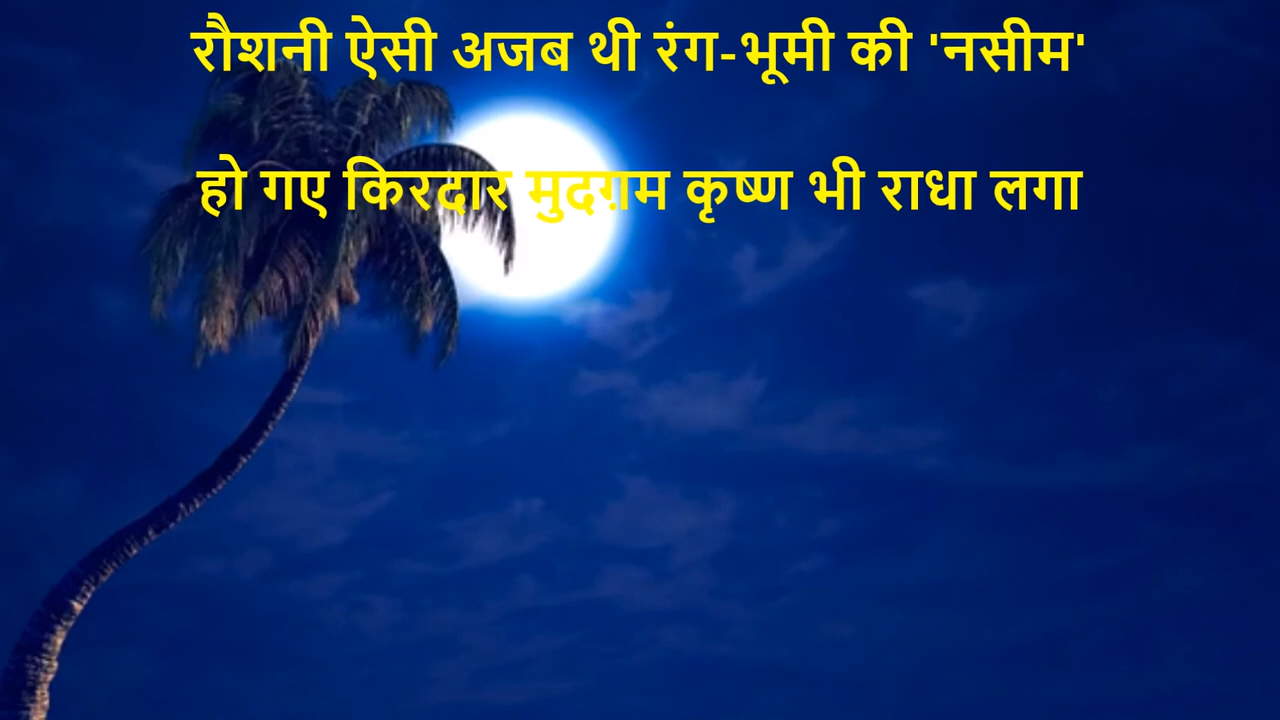 रौशनी ऐसी अजब थी रंग-भूमी की 'नसीम'
हो गए किरदार मुदग़म कृष्ण भी राधा लगा